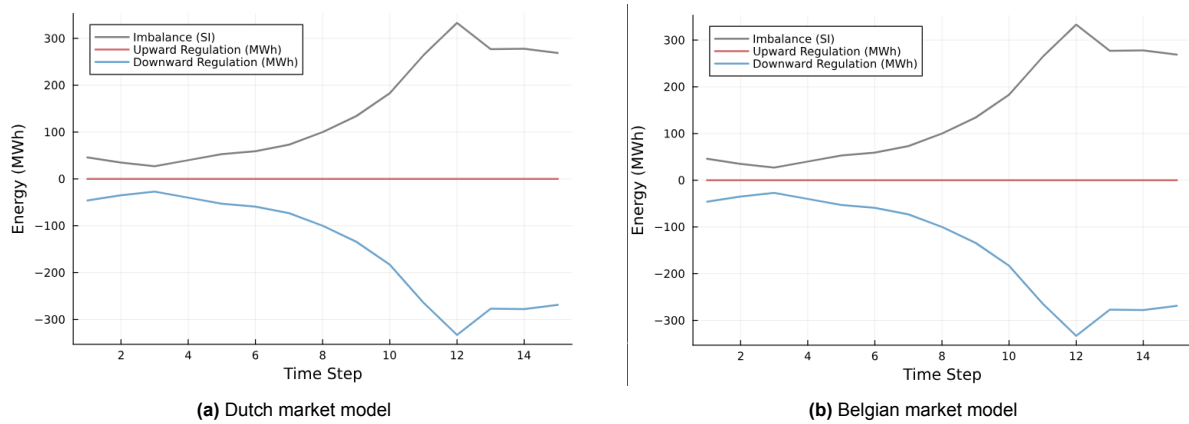 300
200
100
0
−100
−200
−300
Energy (MWh)
Imbalance (SI)
Upward Regulation (MWh)
Downward Regulation (MWh)
2 4 6 8 10 12 14
Time Step
(a) Dutch market model
300
200
100
0
−100
−200
−300
Energy (MWh)
Imbalance (SI)
Upward Regulation (MWh)
Downward Regulation (MWh)
2 4 6 8 10 12 14
Time Step
(b) Belgian market model